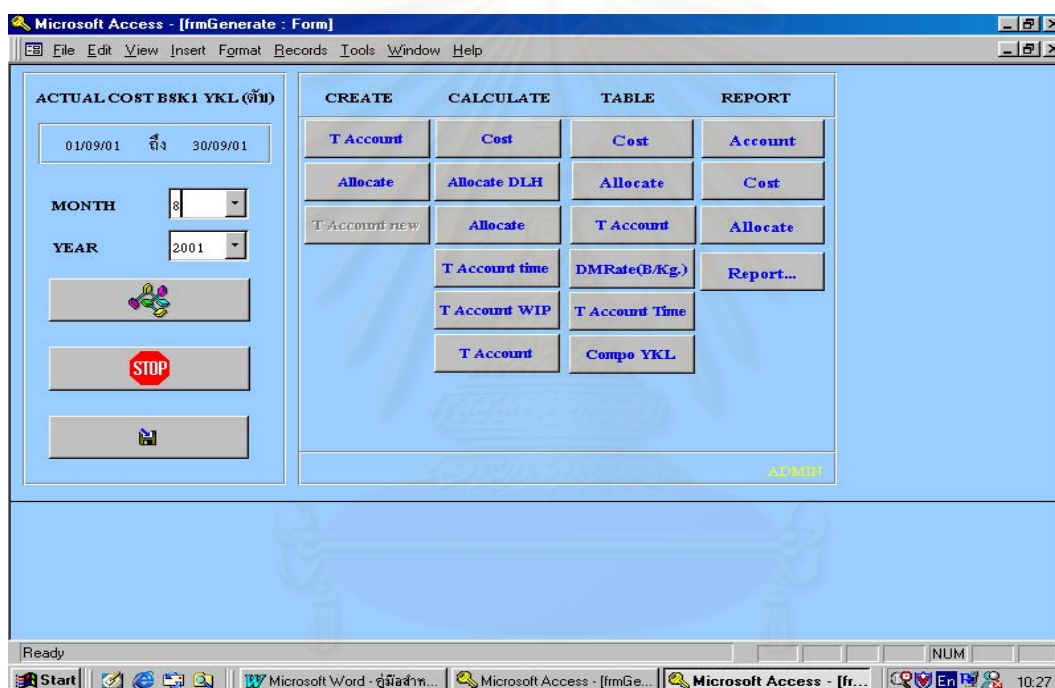 Microsoft Access - [frmGenerate : Form]
File Edit View Insert Format Records Tools Window Help
ACTUAL COST BSK1 YKL (ตัน)
01/09/01 ถึง 30/09/01
MONTH 8
YEAR 2001
STOP
CREATE CALCULATE TABLE REPORT
T Account Cost Cost Account
Allocate Allocate DLH Allocate Cost
T Account new Allocate T Account Allocate
T Account time DMRate(B/Kg.) Report...
T Account WIP T Account Time
T Account Compo YKL
ADMIN
Ready NUM
Start Microsoft Word - คู่มือสำห... Microsoft Access - [frmGe... Microsoft Access - [fr... En 10:27